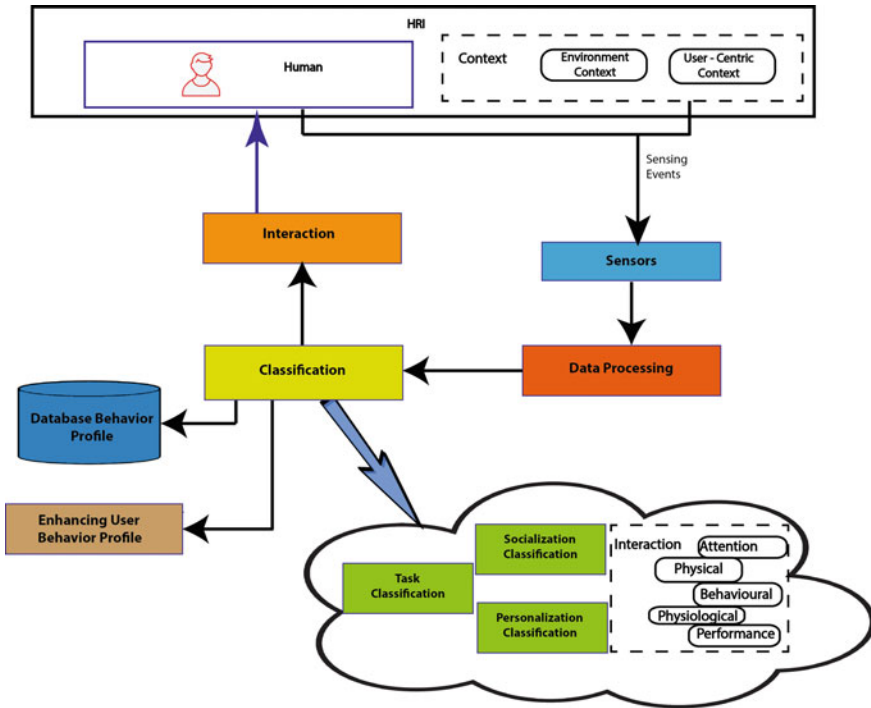 HRI
Human
Context
Environment
Context
User - Centric
Context
Sensing
Events
Interaction
Sensors
Classification
Data Processing
Database Behavior
Profile
Enhancing User
Behavior Profile
Socialization
Classification
Task
Classification
Personalization
Classification
Interaction
Attention
Physical
Behavioural
Physiological
Performance